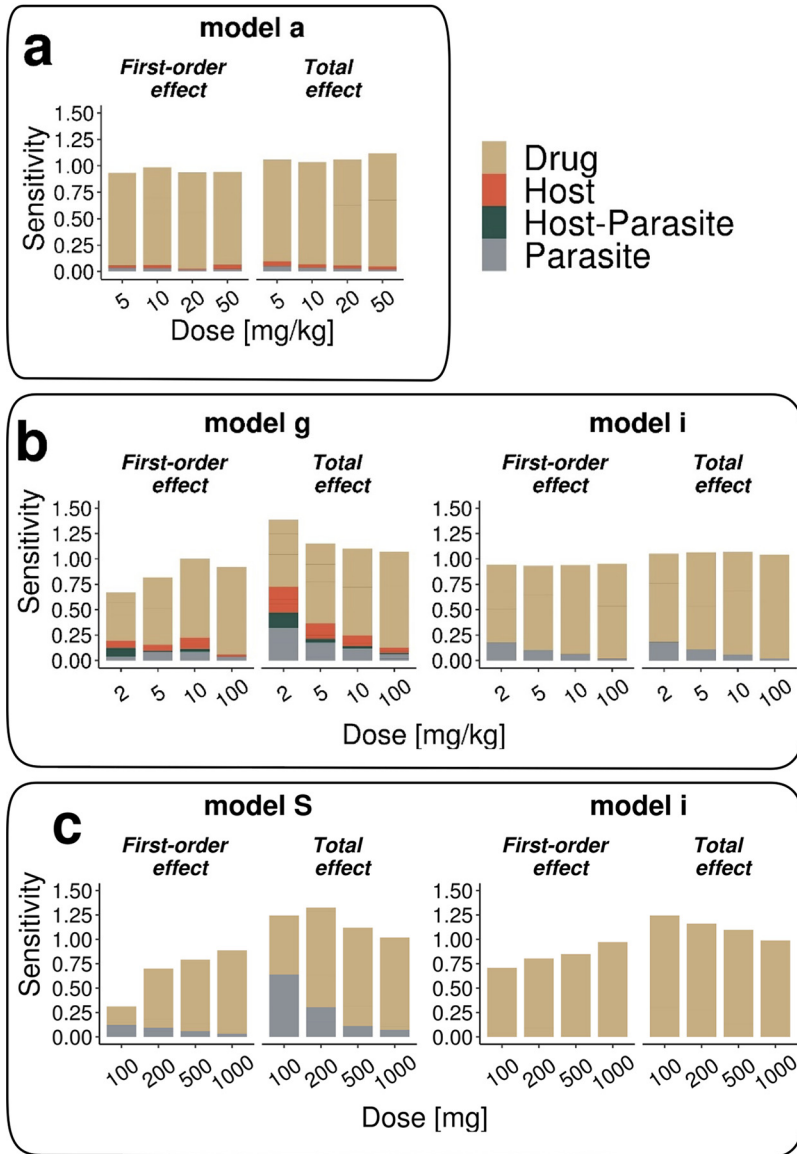 a
model a
First-order effect
Total effect
Sensitivity
1.50
1.25
1.00
0.75
0.50
0.25
0.00
5 10 20 50
5 10 20 50
Dose [mg/kg]
Drug
Host
Host-Parasite
Parasite
b
model g
First-order effect
Total effect
model i
First-order effect
Total effect
Sensitivity
1.50
1.25
1.00
0.75
0.50
0.25
0.00
2 5 10 100
2 5 10 100
1.50
1.25
1.00
0.75
0.50
0.25
0.00
2 5 10 100
2 5 10 100
Dose [mg/kg]
c
model S
First-order effect
Total effect
model i
First-order effect
Total effect
Sensitivity
1.50
1.25
1.00
0.75
0.50
0.25
0.00
100 200 500 1000
100 200 500 1000
1.50
1.25
1.00
0.75
0.50
0.25
0.00
100 200 500 1000
100 200 500 1000
Dose [mg]